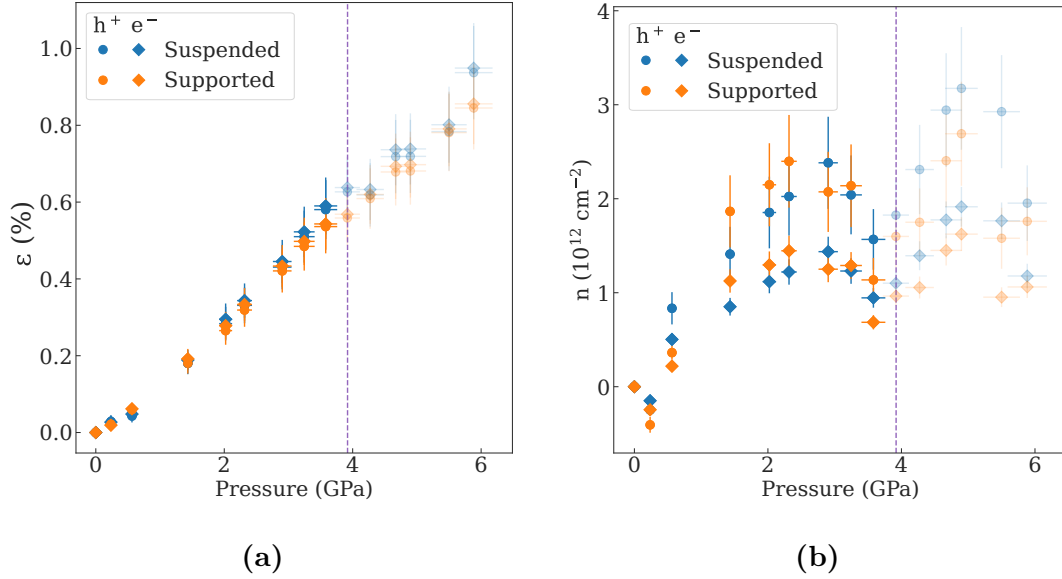 h⁺ e⁻
Suspended
Supported
1.0
0.8
0.6
0.4
0.2
0.0
ε (%)
0
2
4
6
Pressure (GPa)
(a)
h⁺ e⁻
Suspended
Supported
4
3
2
1
0
n (10¹² cm⁻²)
0
2
4
6
Pressure (GPa)
(b)